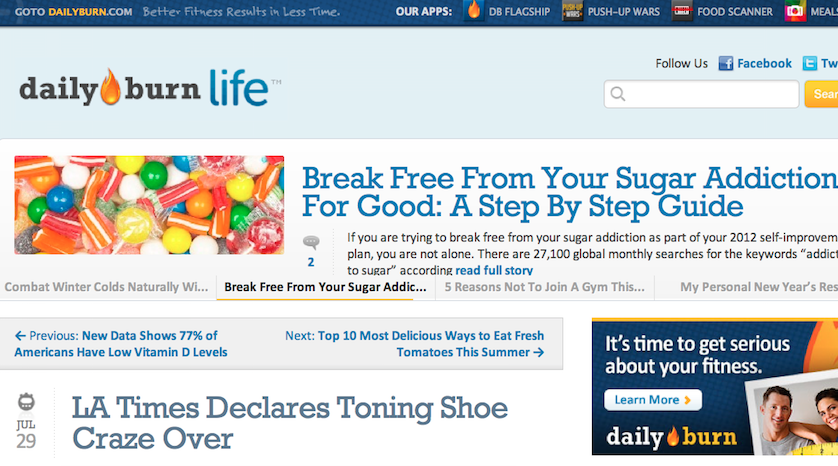 GOTO DAILYBURN.COM Better Fitness Results in Less Time. OUR APPS: DB FLAGSHIP PUSH-UP WARS FOOD SCANNER MEALS
Follow Us Facebook Tw
daily burn life™
Sear
Break Free From Your Sugar Addiction
For Good: A Step By Step Guide
If you are trying to break free from your sugar addiction as part of your 2012 self-improvem
2 plan, you are not alone. There are 27,100 global monthly searches for the keywords “addict
to sugar” according read full story
Combat Winter Colds Naturally Wi... Break Free From Your Sugar Addic... 5 Reasons Not To Join A Gym This... My Personal New Year’s Res
← Previous: New Data Shows 77% of
Americans Have Low Vitamin D Levels
Next: Top 10 Most Delicious Ways to Eat Fresh
Tomatoes This Summer →
It’s time to get serious
about your fitness.
Learn More
daily burn
JUL
29
LA Times Declares Toning Shoe
Craze Over